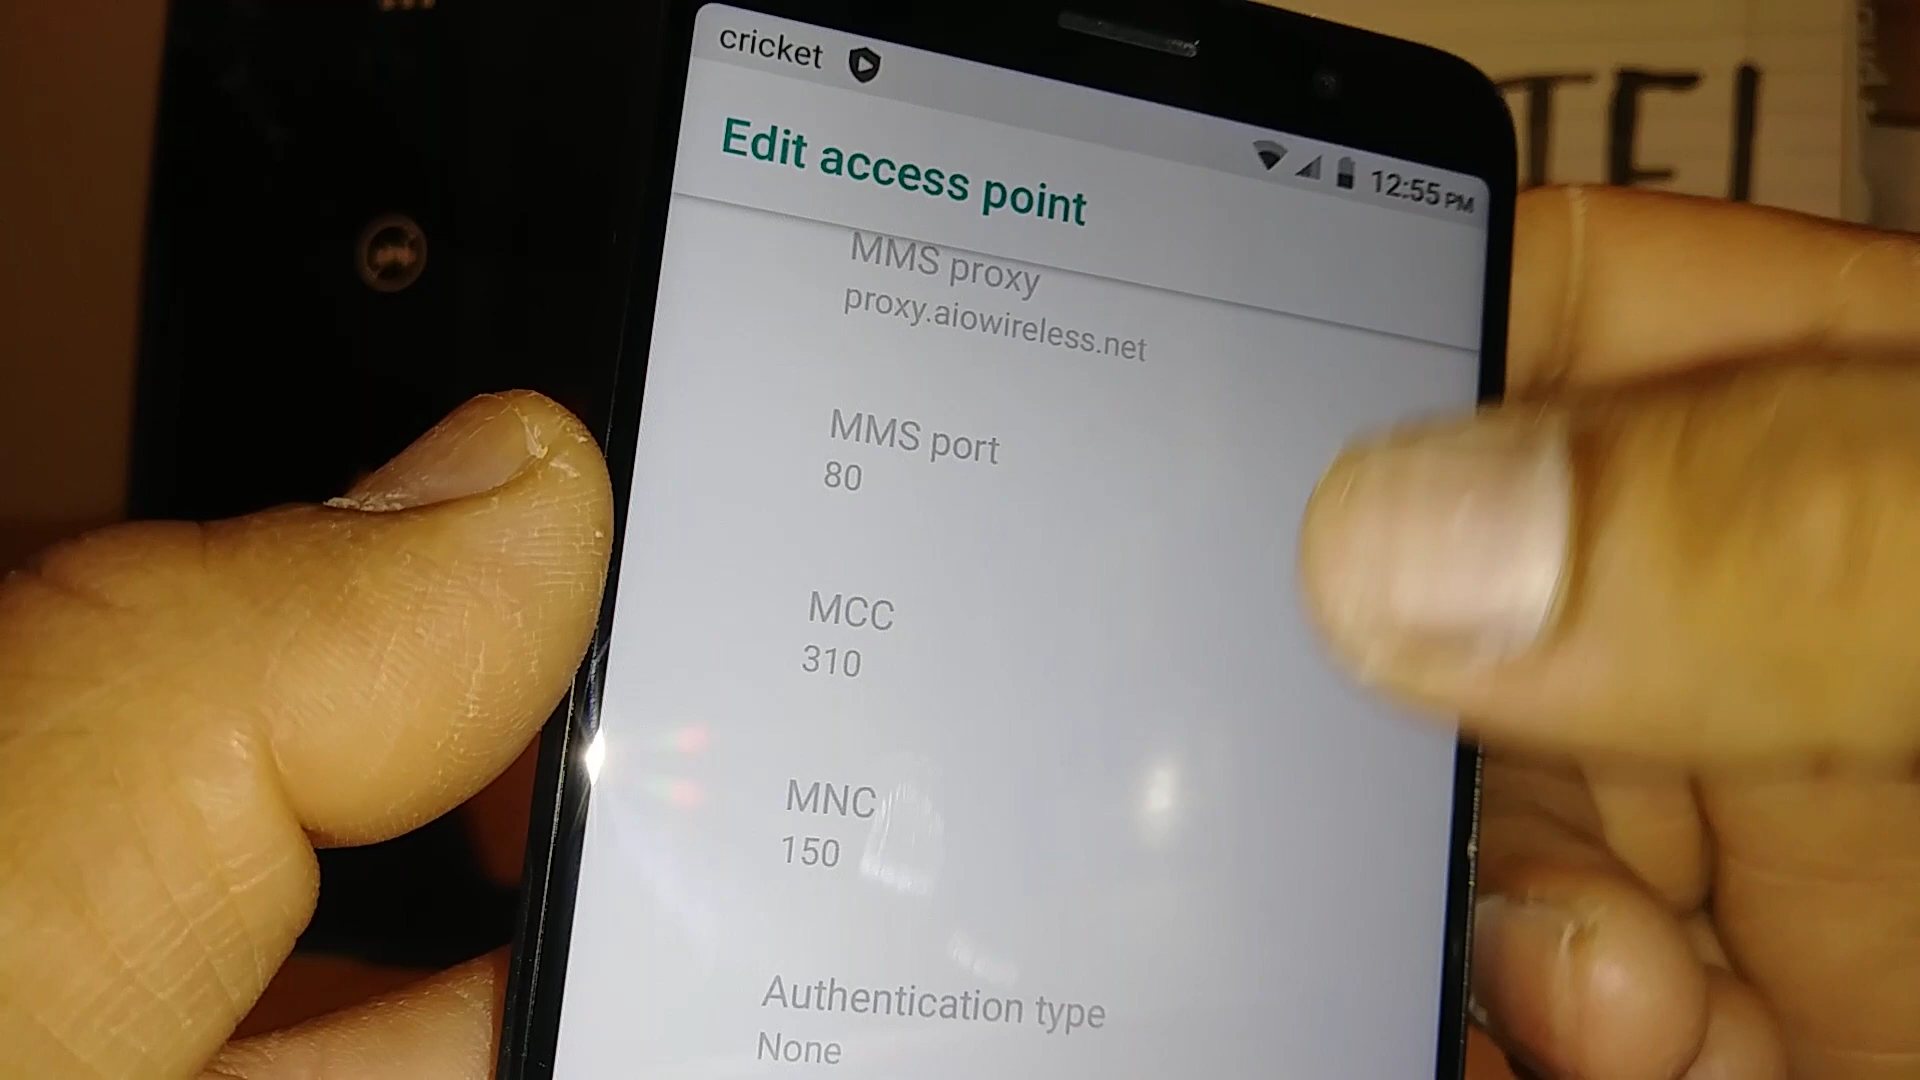 cricket
12:55 PM
Edit access point
MMS proxy
proxy.aiowireless.net
MMS port
80
MCC
310
MNC
150
Authentication type
None